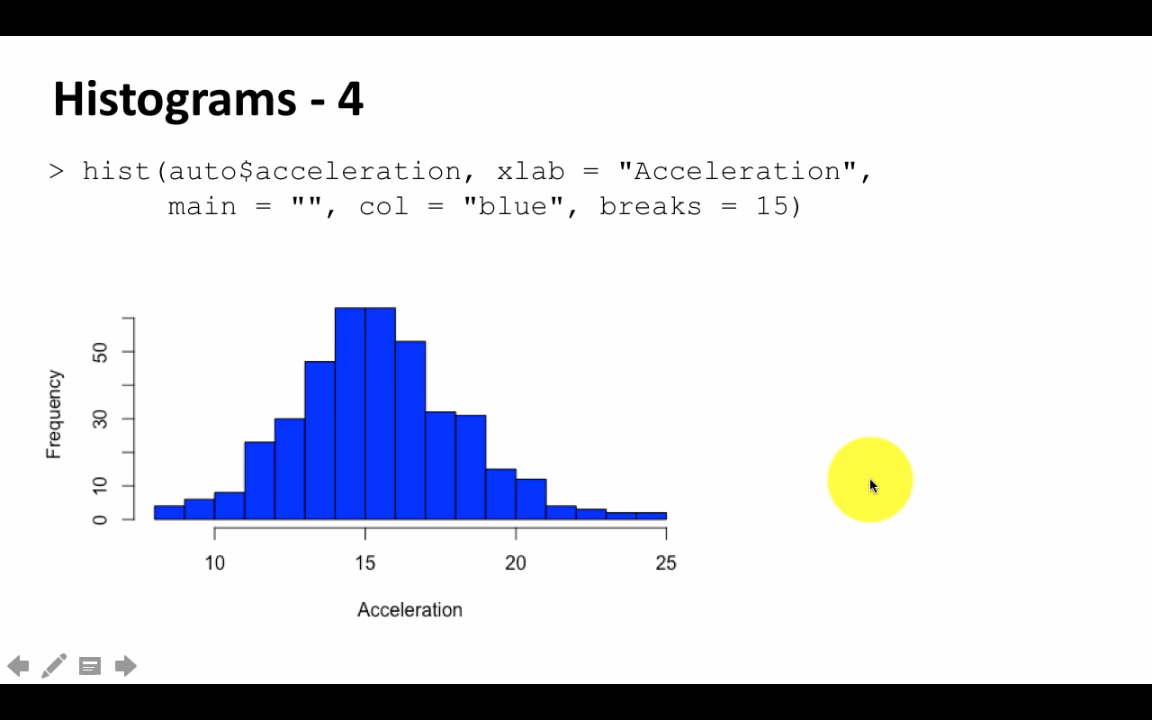 Histograms - 4
> hist(auto$acceleration, xlab = "Acceleration",
main = "", col = "blue", breaks = 15)
Frequency
50
30
10
0
10 15 20 25
Acceleration